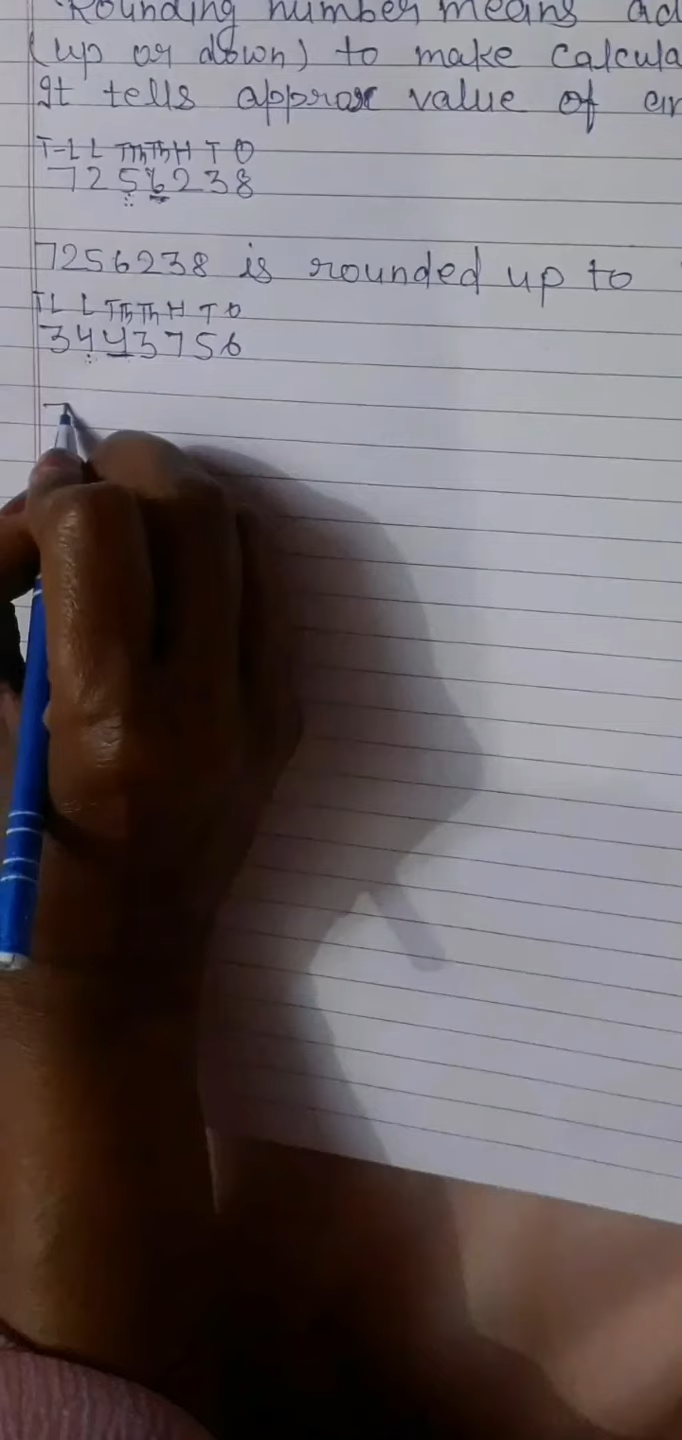 Rounding number means ad
(up or down) to make calcula
It tells approx value of
T-L L TTh Th H T O
7256238
7256238 is rounded up to
TL L TTh Th H T O
3443756